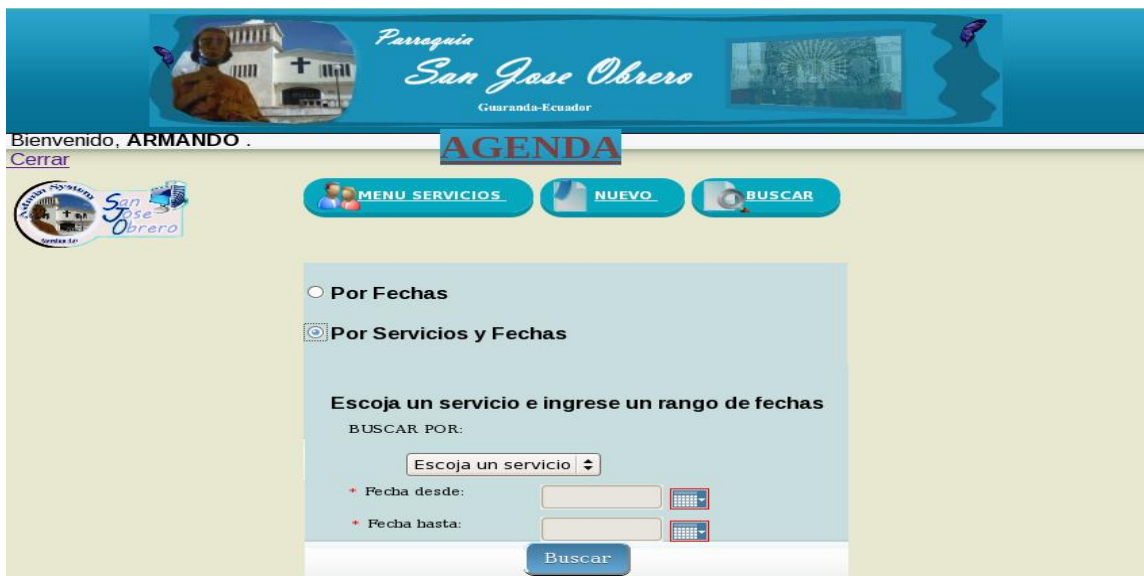 Parroquia
San Jose Obrero
Guaranda-Ecuador
Bienvenido, ARMANDO .
AGENDA
Cerrar
MENU SERVICIOS
NUEVO
BUSCAR
Admin System
San
Jose
Obrero
Por Fechas
Por Servicios y Fechas
Escoja un servicio e ingrese un rango de fechas
BUSCAR POR:
Escoja un servicio
* Fecha desde:
* Fecha hasta:
Buscar